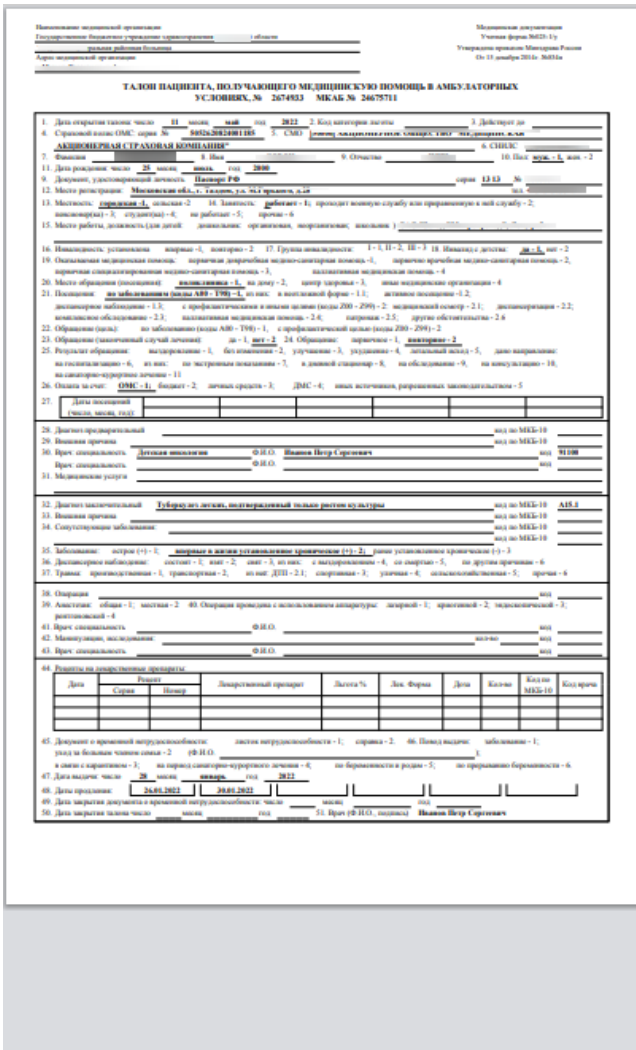 Наименование медицинской организации
Государственное бюджетное учреждение здравоохранения области
ральная районная больница
Адрес медицинской организации
Медицинская документация
Учетная форма №025-1/у
Утверждена приказом Минздрава России
От 15 декабря 2014г. №834н
ТАЛОН ПАЦИЕНТА, ПОЛУЧАЮЩЕГО МЕДИЦИНСКУЮ ПОМОЩЬ В АМБУЛАТОРНЫХ
УСЛОВИЯХ, № 2674933 МКАБ № 24675711
1. Дата открытия талона: число 11 месяц май год 2022 2. Код категории льготы 3. Действует до
4. Страховой полис ОМС: серия № 5052620824001105 5. СМО
АКЦИОНЕРНАЯ СТРАХОВАЯ КОМПАНИЯ" 6. СНИЛС
7. Фамилия 8. Имя 9. Отчество 10. Пол: муж. - 1, жен. - 2
11. Дата рождения: число 25 месяц июль год 2000
9. Документ, удостоверяющий личность Паспорт РФ серия 13 13 №
12. Место регистрации: Московская обл., г. Талдом, ул. тел.
13. Местность: городская -1, сельская -2 14. Занятость: работает - 1; проходит военную службу или приравненную к ней службу - 2;
пенсионер(ка) - 3; студент(ка) - 4; не работает - 5; прочие - 6
15. Место работы, должность (для детей: дошкольник: организован, неорганизован; школьник )
16. Инвалидность: установлена впервые -1, повторно - 2 17. Группа инвалидности: I - 1, II - 2, III - 3 18. Инвалид с детства: да - 1, нет - 2
19. Оказываемая медицинская помощь: первичная доврачебная медико-санитарная помощь -1, первично врачебная медико-санитарная помощь - 2,
первичная специализированная медико-санитарная помощь - 3, паллиативная медицинская помощь - 4
20. Место обращения (посещения): поликлиника - 1, на дому - 2, центр здоровья - 3, иные медицинские организации - 4
21. Посещения: по заболеваниям (коды A00 - T98) -1, из них: в неотложной форме - 1.1; активное посещение -1.2;
диспансерное наблюдение - 1.3; с профилактическими и иными целями (коды Z00 - Z99) - 2: медицинский осмотр - 2.1; диспансеризация - 2.2;
комплексное обследование - 2.3; паллиативная медицинская помощь - 2.4; патронаж - 2.5; другие обстоятельства - 2.6
22. Обращение (цель): по заболеванию (коды A00 - T98) - 1, с профилактической целью (коды Z00 - Z99) - 2
23. Обращение (законченный случай лечения): да - 1, нет - 2 24. Обращение: первичное - 1, повторное - 2
25. Результат обращения: выздоровление - 1, без изменения - 2, улучшение - 3, ухудшение - 4, летальный исход - 5, дано направление:
на госпитализацию - 6, из них: по экстренным показаниям - 7, в дневной стационар - 8, на обследование - 9, на консультацию - 10,
на санаторно-курортное лечение - 11
26. Оплата за счет: ОМС - 1; бюджет - 2; личных средств - 3; ДМС - 4; иных источников, разрешенных законодательством - 5
27. Даты посещений
(число, месяц, год):
28. Диагноз предварительный код по МКБ-10
29. Внешняя причина код по МКБ-10
30. Врач: специальность Детская онкология Ф.И.О. Иванов Петр Сергеевич код 91100
Врач: специальность Ф.И.О. код
31. Медицинские услуги
32. Диагноз заключительный Туберкулез легких, подтвержденный только ростом культуры код по МКБ-10 A15.1
33. Внешняя причина код по МКБ-10
34. Сопутствующие заболевания: код по МКБ-10
код по МКБ-10
35. Заболевание: острое (+) - 1; впервые в жизни установленное хроническое (+) - 2; ранее установленное хроническое (-) - 3
36. Диспансерное наблюдение: состоит - 1; взят - 2; снят - 3, из них: с выздоровлением - 4, со смертью - 5, по другим причинам - 6
37. Травма: производственная - 1, транспортная - 2, из нее: ДТП - 2.1; спортивная - 3; уличная - 4; сельскохозяйственная - 5; прочая - 6
38. Операция код
39. Анестезия: общая - 1; местная - 2 40. Операция проведена с использованием аппаратуры: лазерной - 1; криогенной - 2; эндоскопической - 3;
рентгеновской - 4
41. Врач: специальность Ф.И.О. код
42. Манипуляции, исследования: кол-во код
43. Врач: специальность Ф.И.О. код
44. Рецепты на лекарственные препараты:
Дата Рецепт Лекарственный препарат Льгота % Лек. Форма Доза Кол-во Код по МКБ-10 Код врача
Серия Номер
45. Документ о временной нетрудоспособности: листок нетрудоспособности - 1; справка - 2. 46. Повод выдачи: заболевание - 1;
уход за больным членом семьи - 2 (Ф.И.О. );
в связи с карантином - 3; на период санаторно-курортного лечения - 4; по беременности и родам - 5; по прерыванию беременности - 6.
47. Дата выдачи: число 28 месяц январь год 2022
48. Даты продления: 26.01.2022 30.01.2022
49. Дата закрытия документа о временной нетрудоспособности: число месяц год
50. Дата закрытия талона число месяц год 51. Врач (Ф.И.О., подпись) Иванов Петр Сергеевич